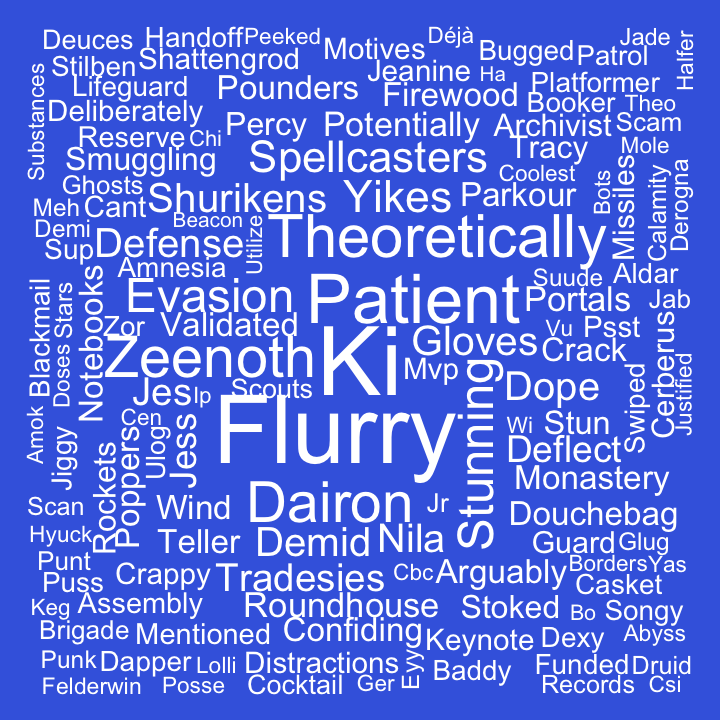 Deuces Handoff Peeked Motives Déjà Bugged Patrol Jade
Stilben Shattengrod Jeanine Ha Platformer Halfer
Lifeguard Pounders Firewood Booker Theo
Substances Deliberately Percy Potentially Archivist Scam
Reserve Chi Tracy Mole
Smuggling Spellcasters Coolest
Ghosts Shurikens Yikes Parkour Bots Missiles Calamity Derogna
Meh Cant Beacon
Demi Defense Utilize Theoretically
Sup Amnesia Suude Aldar
Blackmail Stars Notebooks Evasion Patient Portals Jab
Zor Validated Ki Gloves Vu Psst
Doses Zeenoth Mvp Crack Cerberus Justified
Jes Ip Scouts Dope Swiped
Amok Jiggy Cen Flurry Stunning Wi Stun
Rockets Poppers Ulog Jess Deflect
Monastery
Scan Wind Dairon Jr Douchebag
Hyuck Teller Demid Nila Guard Glug
Punt Borders Yas
Puss Crappy Tradesies Cbc Arguably Casket
Keg Assembly Roundhouse Stoked Bo Songy
Brigade Mentioned Confiding Keynote Dexy Abyss
Punk Dapper Lolli Distractions Eyy Baddy Funded Druid
Felderwin Posse Cocktail Ger Records Csi